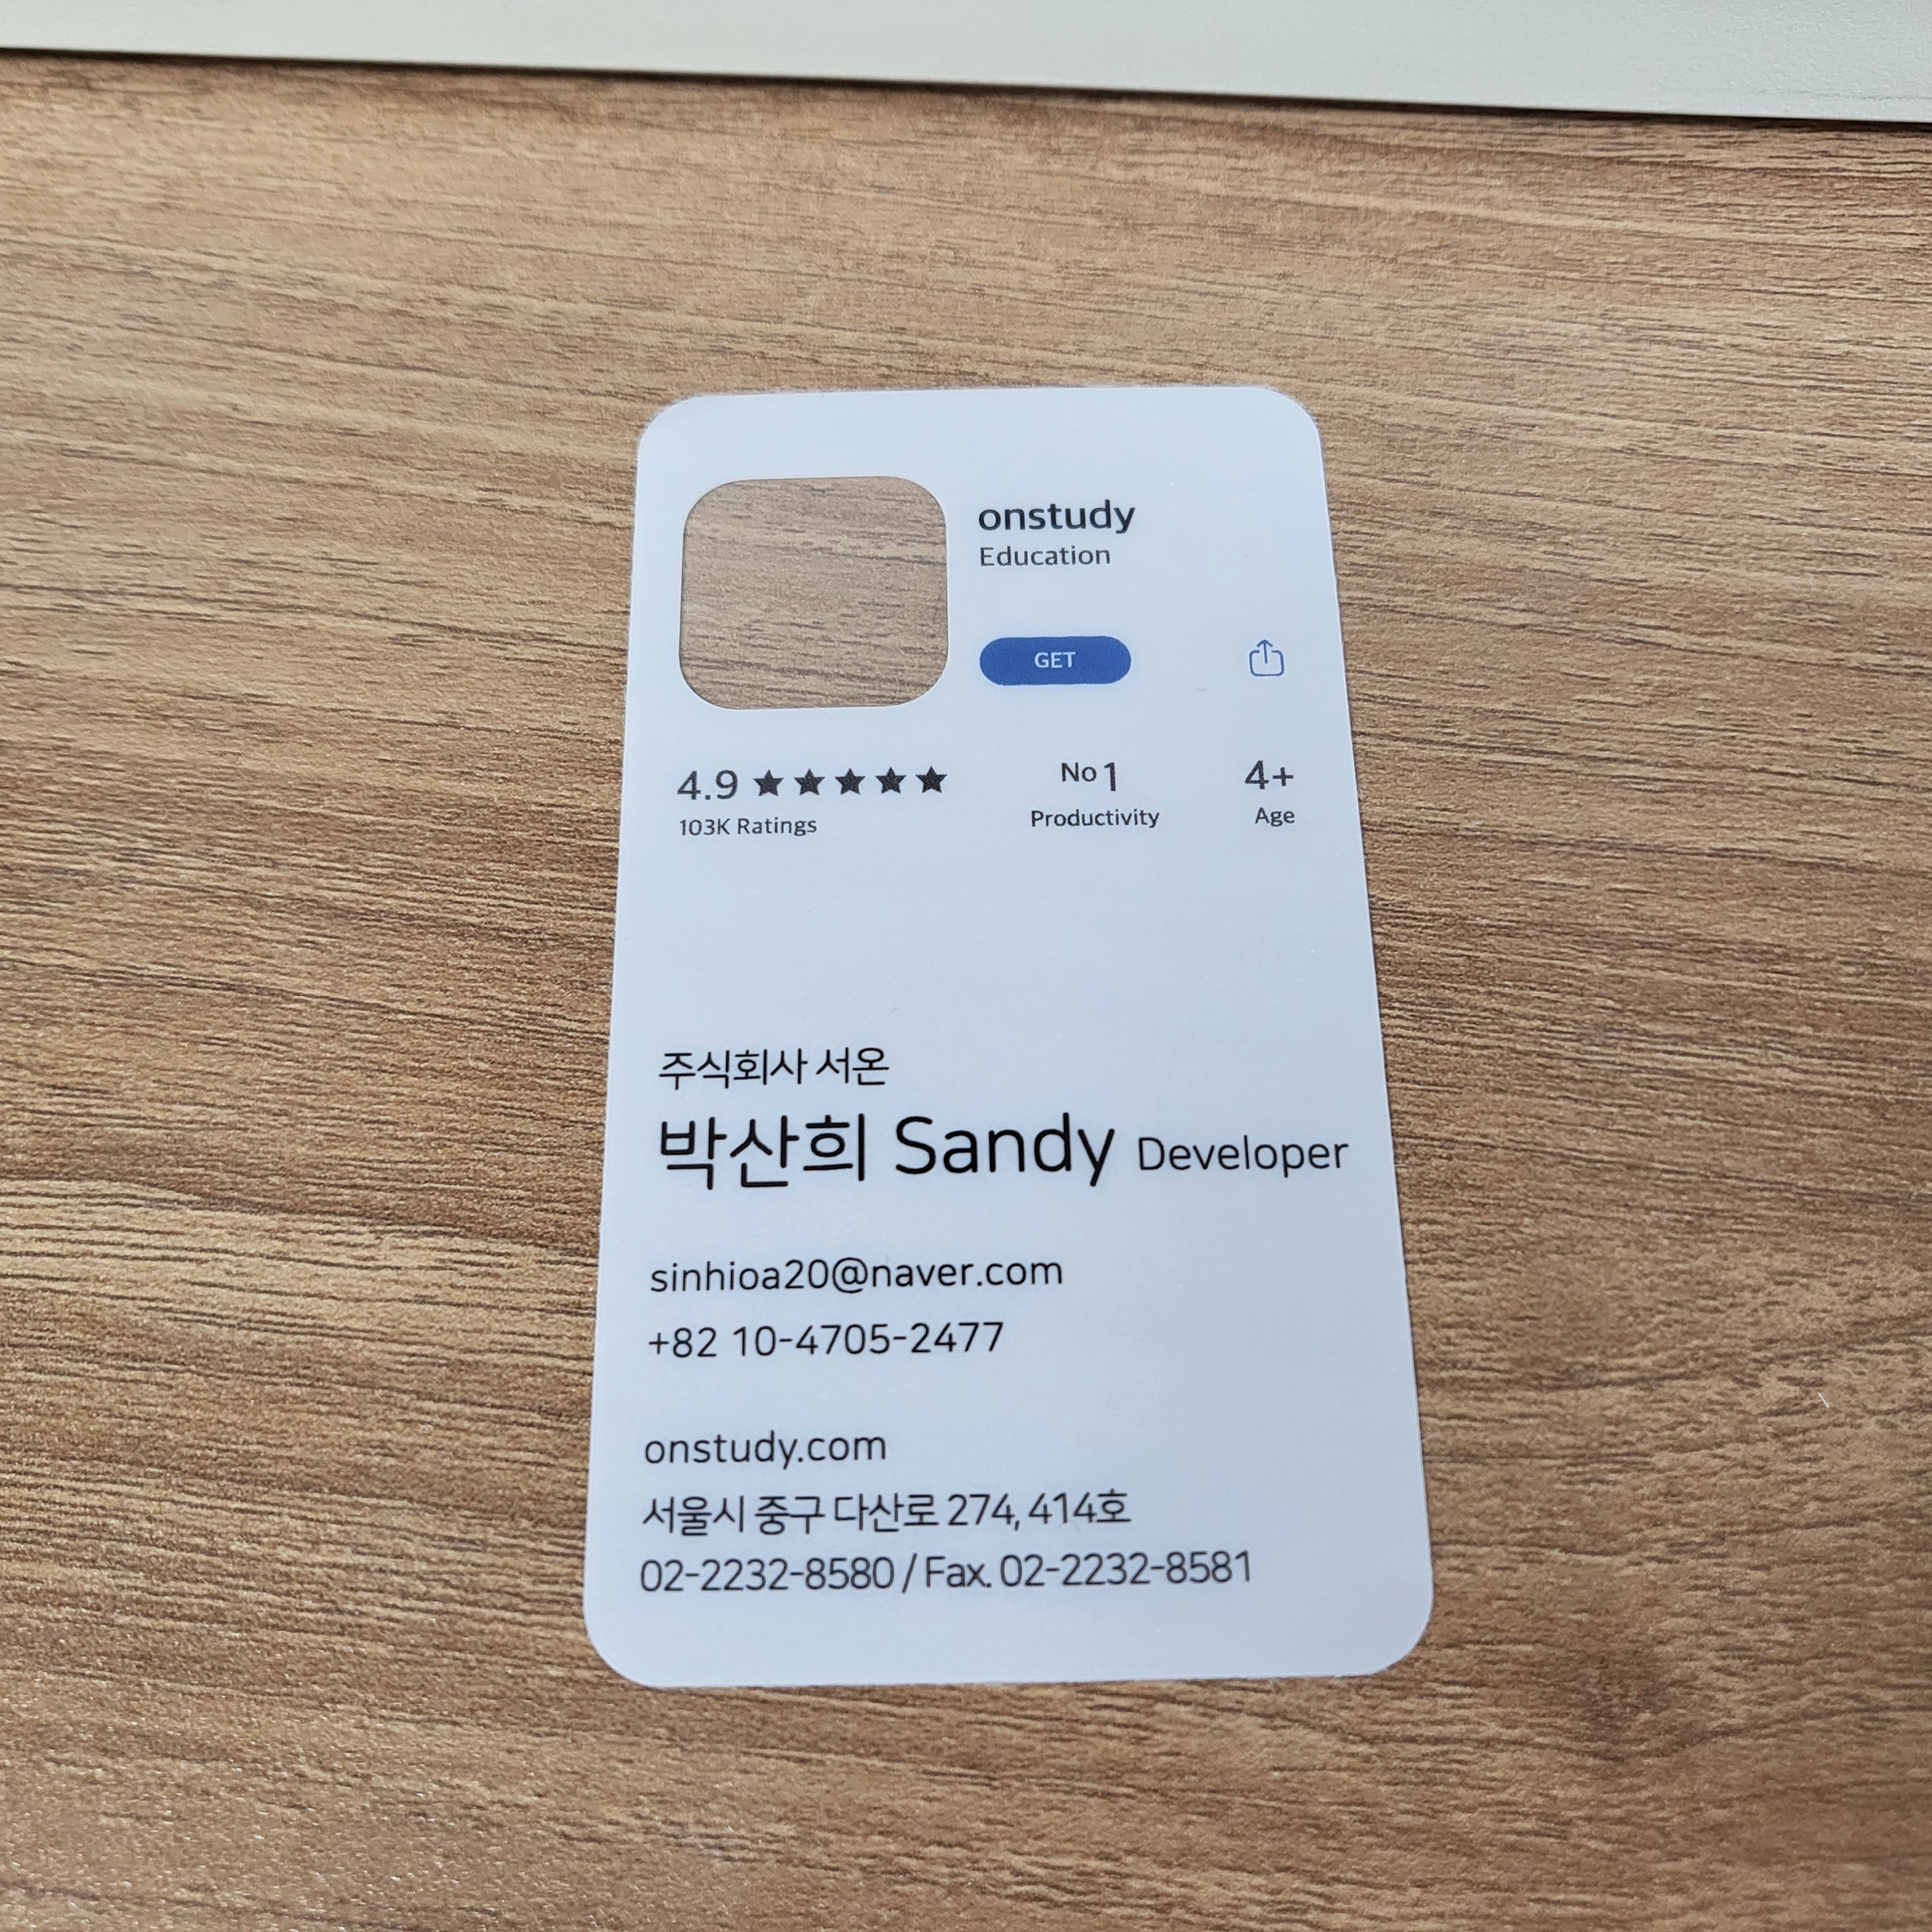 onstudy
Education
GET
4.9 ★★★★★
103K Ratings
No 1
Productivity
4+
Age
주식회사 서온
박산희 Sandy Developer
sinhioa20@naver.com
+82 10-4705-2477
onstudy.com
서울시 중구 다산로 274, 414호
02-2232-8580 / Fax. 02-2232-8581